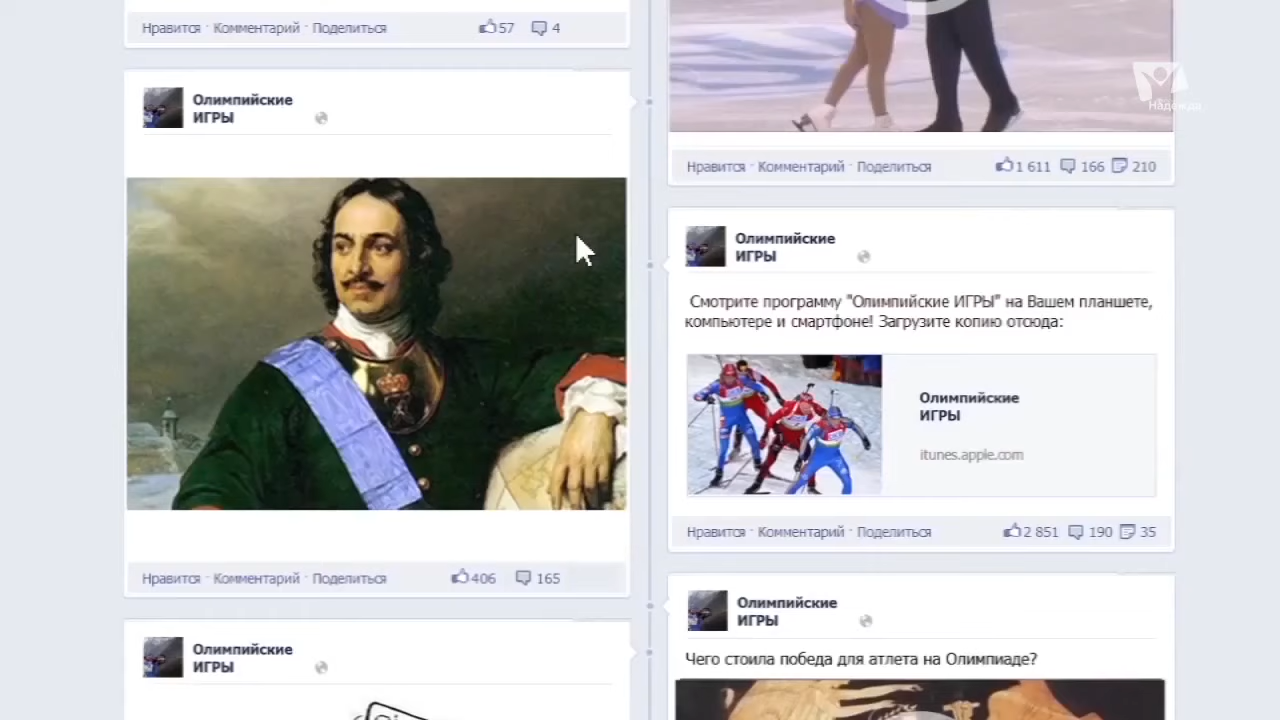 Нравится · Комментарий · Поделиться 57 4
Олимпийские
ИГРЫ
Нравится · Комментарий · Поделиться 406 165
Олимпийские
ИГРЫ
Надежда
Нравится · Комментарий · Поделиться 1 611 166 210
Олимпийские
ИГРЫ
Смотрите программу "Олимпийские ИГРЫ" на Вашем планшете,
компьютере и смартфоне! Загрузите копию отсюда:
Олимпийские
ИГРЫ
itunes.apple.com
Нравится · Комментарий · Поделиться 2 851 190 35
Олимпийские
ИГРЫ
Чего стоила победа для атлета на Олимпиаде?